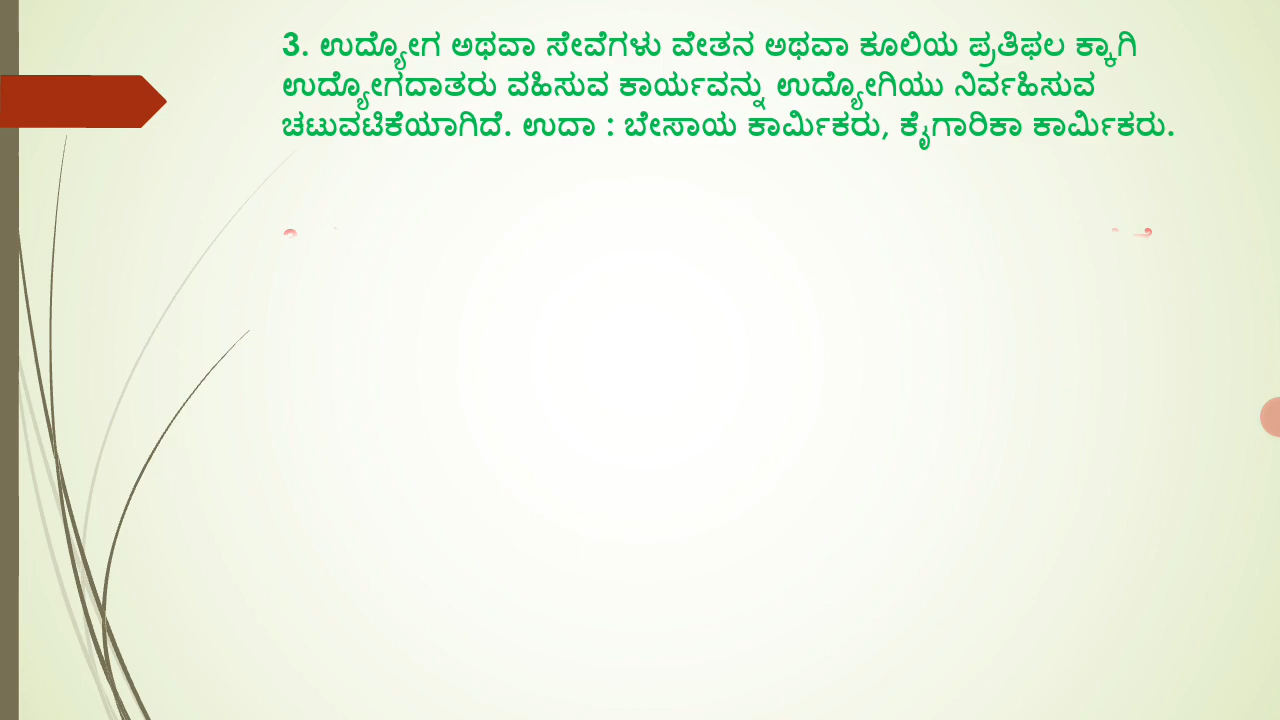 3. ಉದ್ಯೋಗ ಅಥವಾ ಸೇವೆಗಳು ವೇತನ ಅಥವಾ ಕೂಲಿಯ ಪ್ರತಿಫಲ ಕ್ಕಾಗಿ
ಉದ್ಯೋಗದಾತರು ವಹಿಸುವ ಕಾರ್ಯವನ್ನು ಉದ್ಯೋಗಿಯು ನಿರ್ವಹಿಸುವ
ಚಟುವಟಿಕೆಯಾಗಿದೆ. ಉದಾ : ಬೇಸಾಯ ಕಾರ್ಮಿಕರು, ಕೈಗಾರಿಕಾ ಕಾರ್ಮಿಕರು.